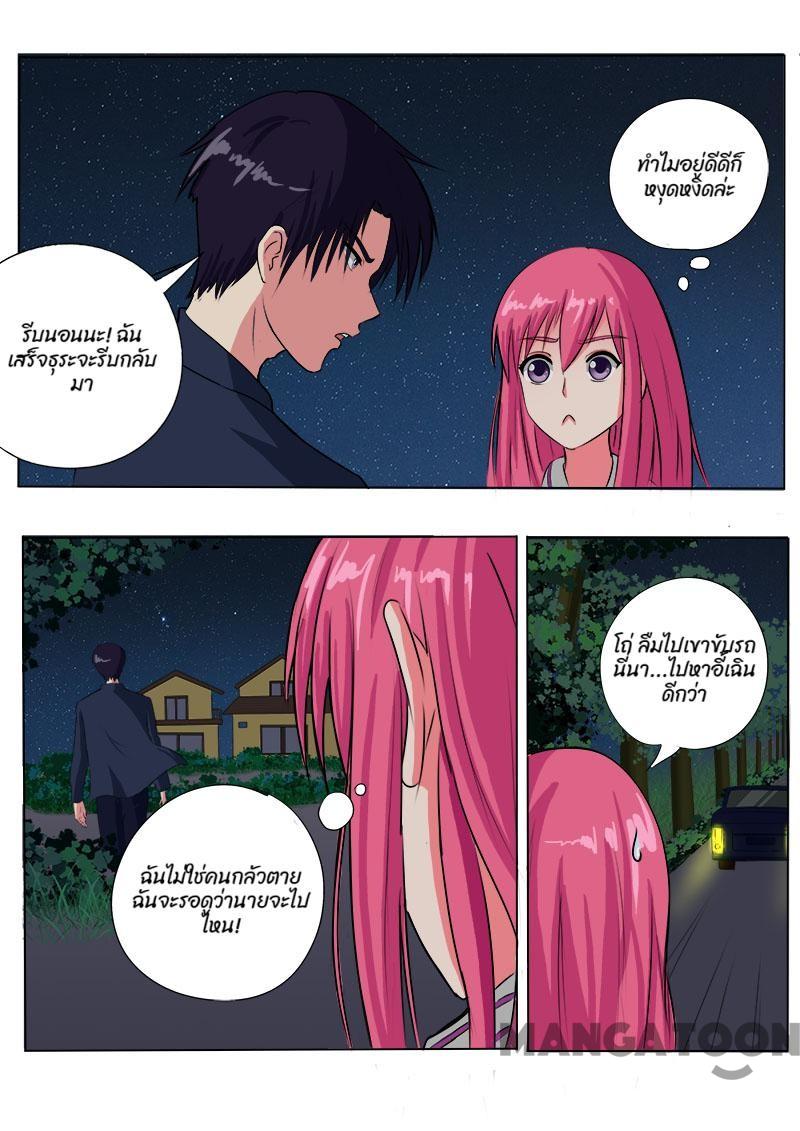 รีบนอนนะ! ฉัน
เสร็จธุระจะรีบกลับ
มา
ทำไมอยู่ดีดีก็
หงุดหงิดล่ะ
ฉันไม่ใช่คนกลัวตาย
ฉันจะรอดูว่านายจะไป
ไหน!
โถ่ ลืมไปเขาขับรถ
นี่นา...ไปหาอี้เฉิน
ดีกว่า
MANGATOON